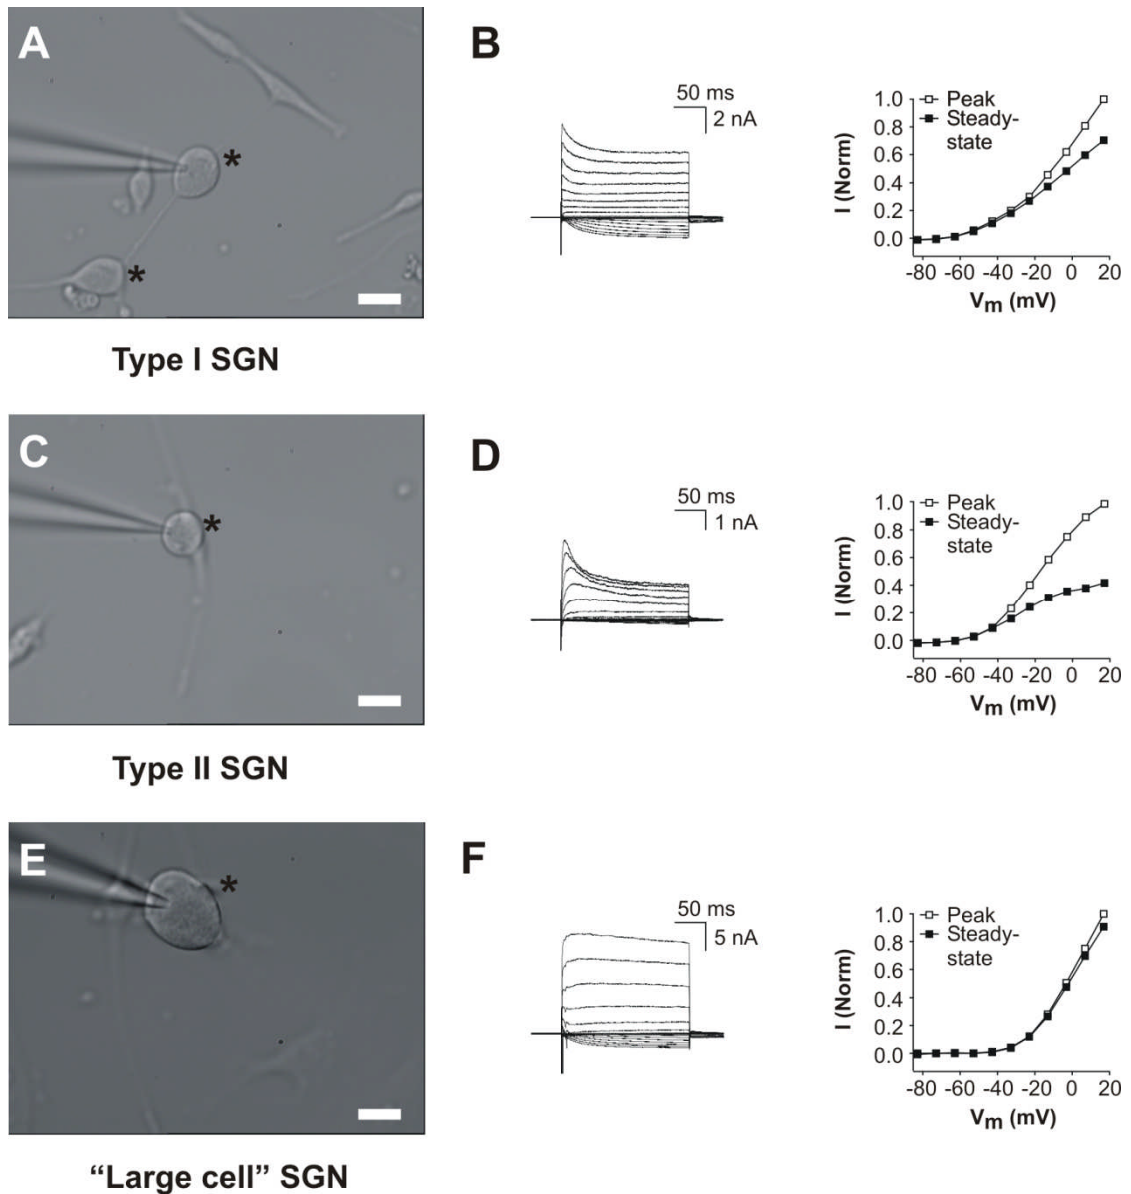 A
*
*
Type I SGN
B
50 ms
2 nA
I (Norm)
1.0
0.8
0.6
0.4
0.2
0.0
Peak
Steady-
state
-80 -60 -40 -20 0 20
Vm (mV)
C
*
Type II SGN
D
50 ms
1 nA
I (Norm)
1.0
0.8
0.6
0.4
0.2
0.0
Peak
Steady-
state
-80 -60 -40 -20 0 20
Vm (mV)
E
*
“Large cell” SGN
F
50 ms
5 nA
I (Norm)
1.0
0.8
0.6
0.4
0.2
0.0
Peak
Steady-
state
-80 -60 -40 -20 0 20
Vm (mV)